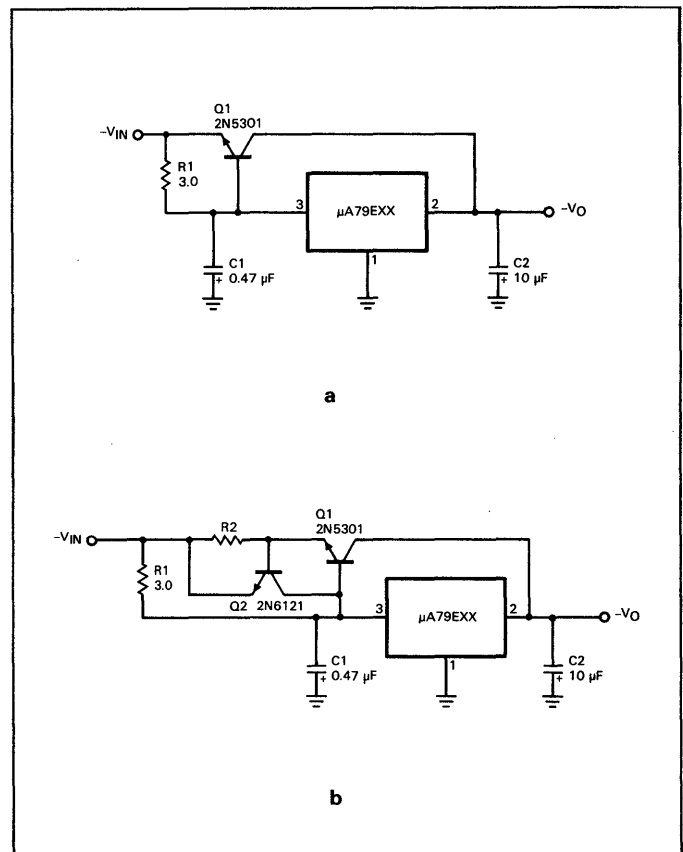 Q1
2N5301
–VIN
R1
3.0
3
µA79EXX
2
–VO
1
C1
0.47 µF
+
C2
10 µF
+
a
Q1
2N5301
–VIN
R2
R1
3.0
Q2 2N6121
3
µA79EXX
2
–VO
1
C1
0.47 µF
+
C2
10 µF
+
b